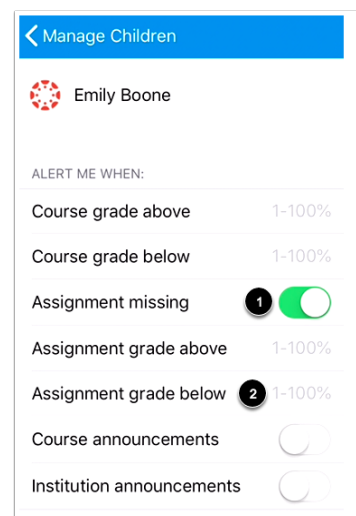 Manage Children
Emily Boone
ALERT ME WHEN:
Course grade above 1-100%
Course grade below 1-100%
Assignment missing 1
Assignment grade above 1-100%
Assignment grade below 2 1-100%
Course announcements
Institution announcements